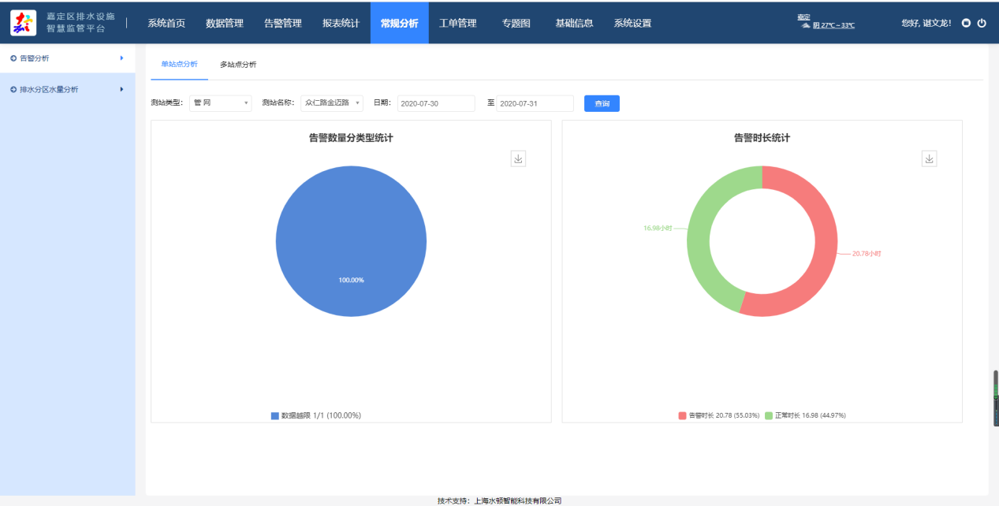 嘉定区排水设施
智慧监管平台
系统首页 数据管理 告警管理 报表统计 常规分析 工单管理 专题图 基础信息 系统设置
嘉定
阴 27℃~33℃
您好, 谌文龙!
告警分析
排水分区水量分析
单站点分析 多站点分析
测站类型: 管网 测站名称: 众仁路金迈路 日期: 2020-07-30 至 2020-07-31 查询
告警数量分类型统计
100.00%
数据越限 1/1 (100.00%)
告警时长统计
16.98小时
20.78小时
告警时长 20.78 (55.03%) 正常时长 16.98 (44.97%)
技术支持: 上海水顿智能科技有限公司